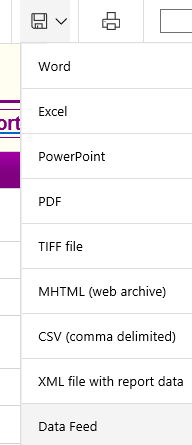 Word
Excel
ort
PowerPoint
PDF
TIFF file
MHTML (web archive)
CSV (comma delimited)
XML file with report data
Data Feed